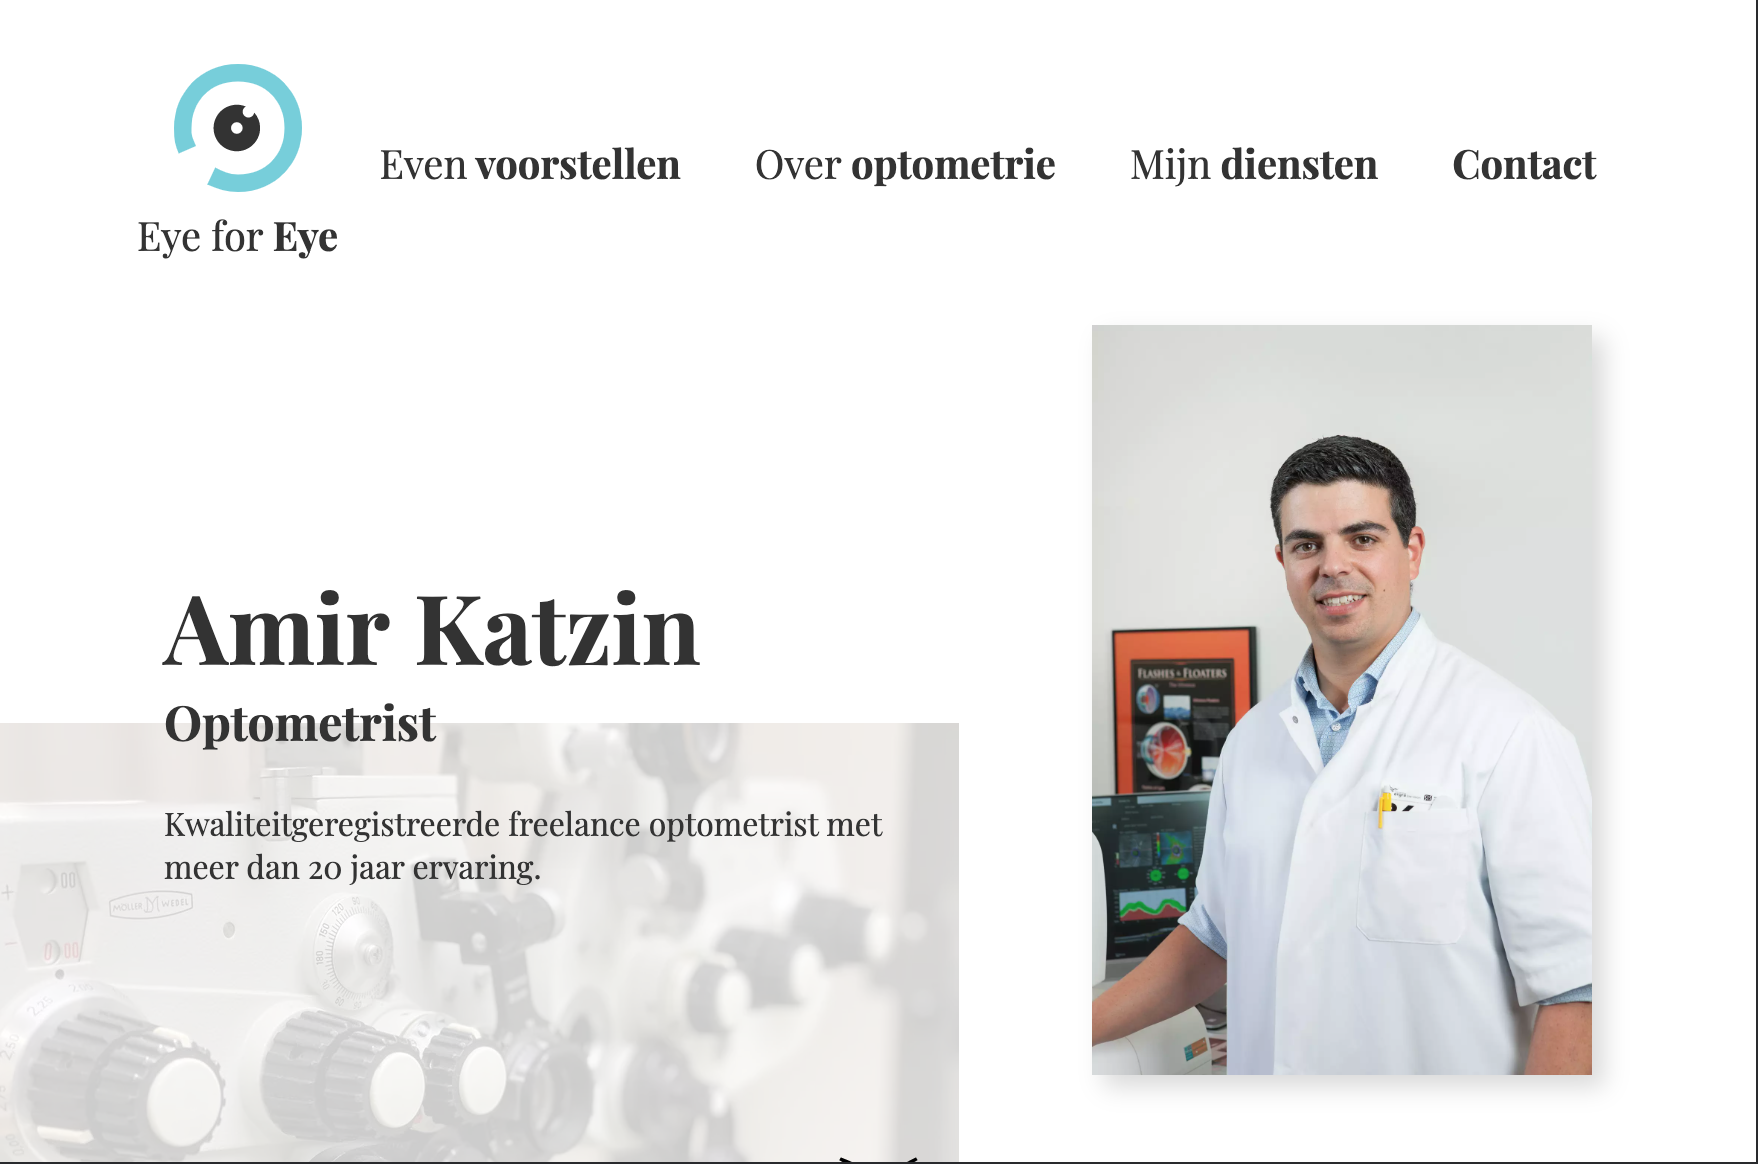 Eye for Eye
Even voorstellen
Over optometrie
Mijn diensten
Contact
Amir Katzin
Optometrist
Kwaliteitgeregistreerde freelance optometrist met
meer dan 20 jaar ervaring.
MÖLLER WEDEL
FLASHES & FLOATERS